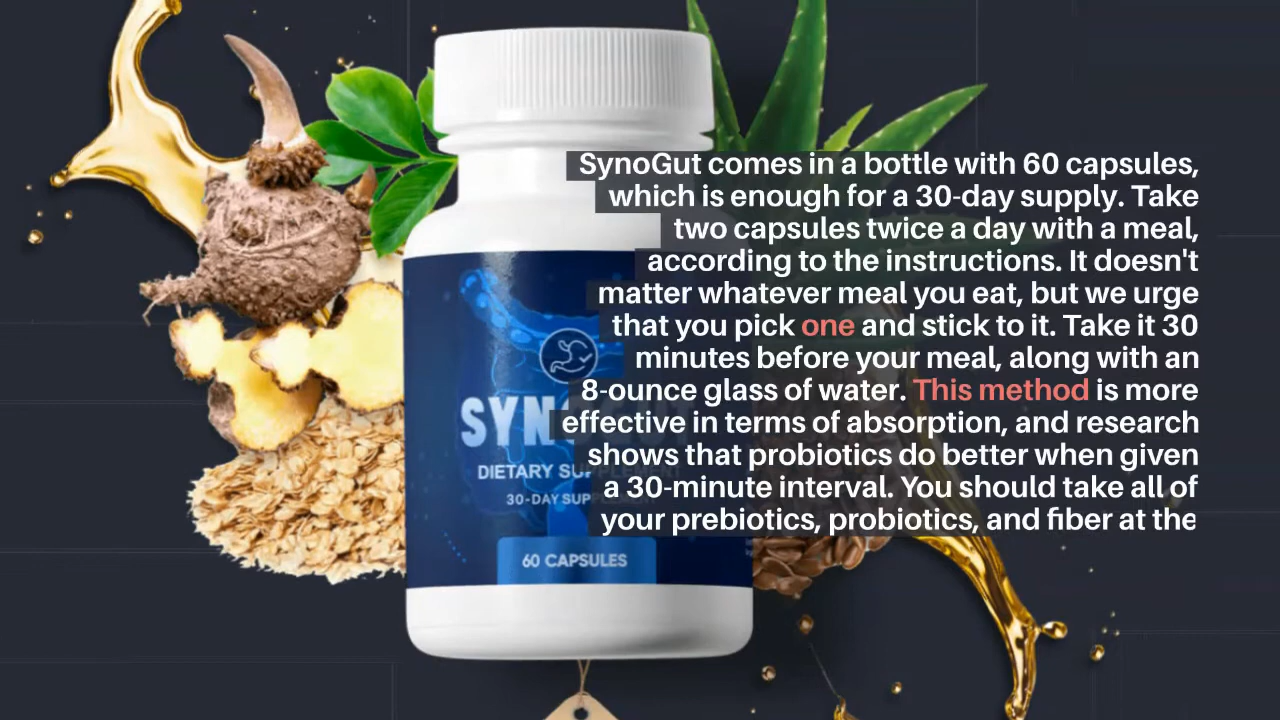 SynoGut comes in a bottle with 60 capsules,
which is enough for a 30-day supply. Take
two capsules twice a day with a meal,
according to the instructions. It doesn't
matter whatever meal you eat, but we urge
that you pick one and stick to it. Take it 30
minutes before your meal, along with an
8-ounce glass of water. This method is more
effective in terms of absorption, and research
shows that probiotics do better when given
a 30-minute interval. You should take all of
your prebiotics, probiotics, and fiber at the
SYNOGUT
DIETARY SUPPLEMENT
30-DAY SUP
60 CAPSULES